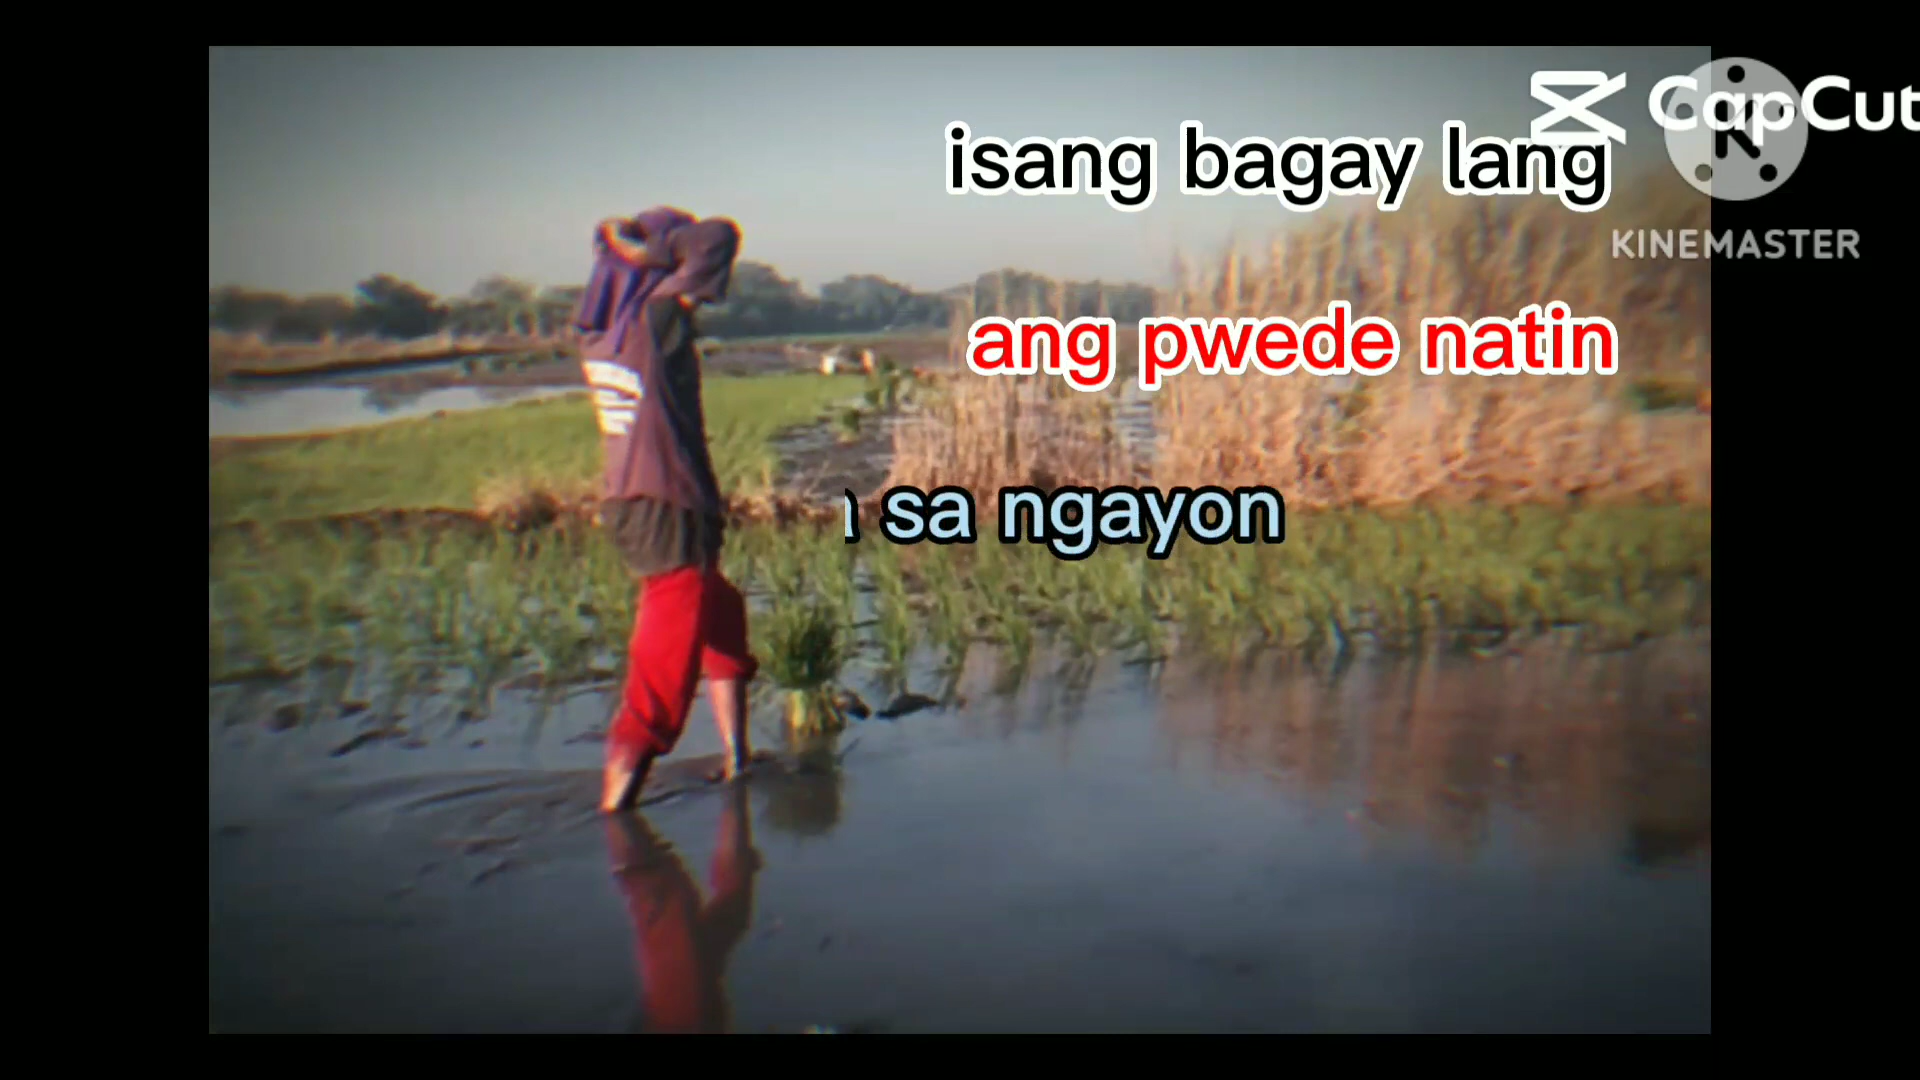 CapCut
isang bagay lang
KINEMASTER
ang pwede natin
sa ngayon